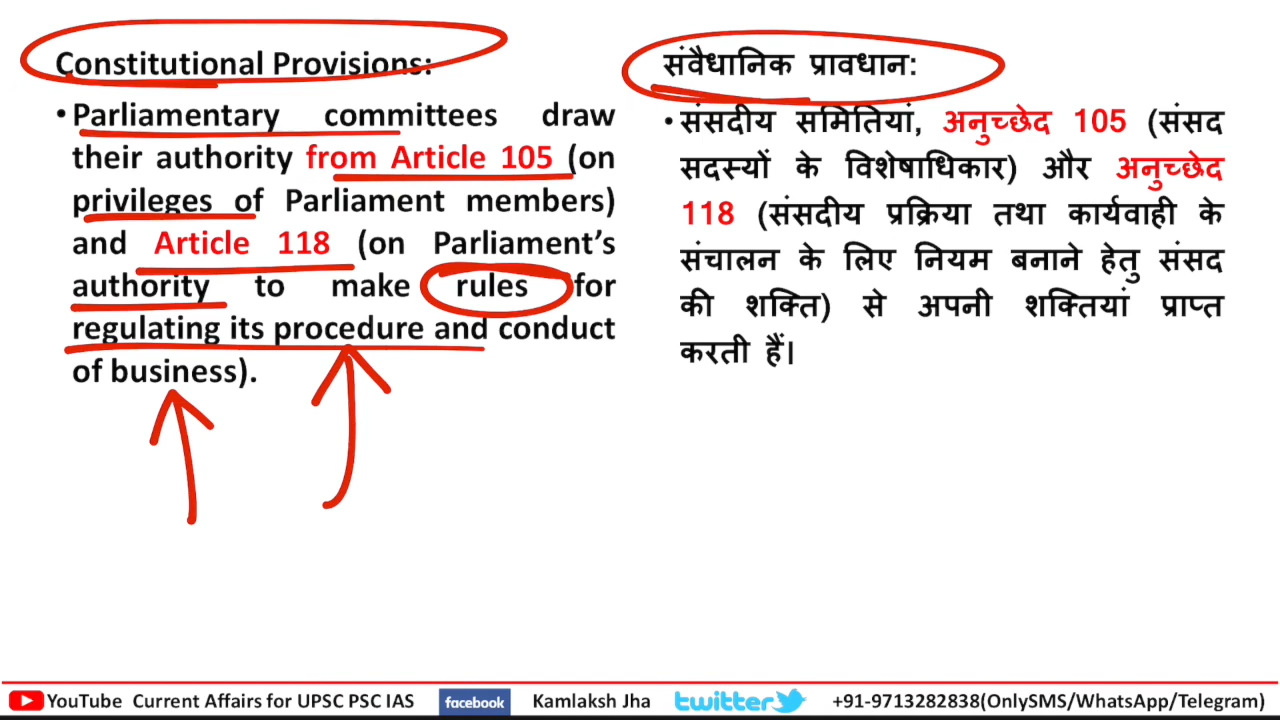 Constitutional Provisions:
• Parliamentary committees draw
their authority from Article 105 (on
privileges of Parliament members)
and Article 118 (on Parliament’s
authority to make rules for
regulating its procedure and conduct
of business).
संवैधानिक प्रावधान:
• संसदीय समितियां, अनुच्छेद 105 (संसद
सदस्यों के विशेषाधिकार) और अनुच्छेद
118 (संसदीय प्रक्रिया तथा कार्यवाही के
संचालन के लिए नियम बनाने हेतु संसद
की शक्ति) से अपनी शक्तियां प्राप्त
करती हैं।
YouTube Current Affairs for UPSC PSC IAS facebook Kamlaksh Jha twitter +91-9713282838(OnlySMS/WhatsApp/Telegram)